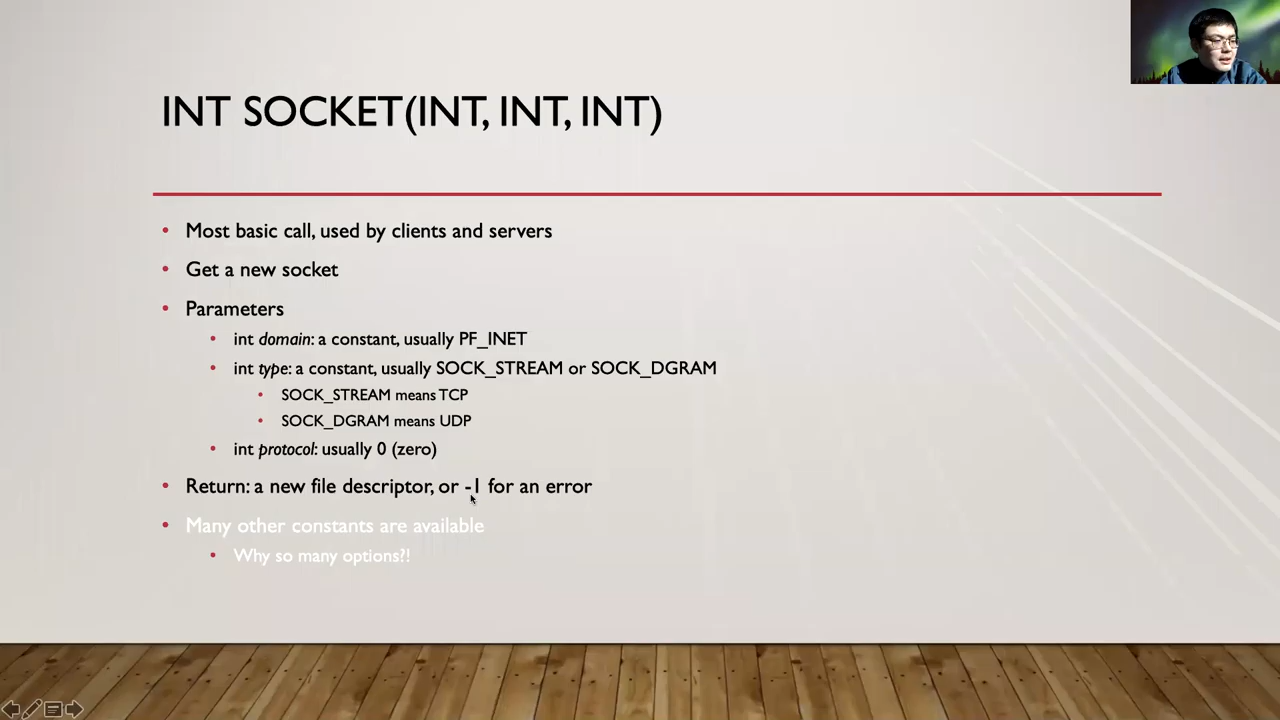 INT SOCKET(INT, INT, INT)
Most basic call, used by clients and servers
Get a new socket
Parameters
int domain: a constant, usually PF_INET
int type: a constant, usually SOCK_STREAM or SOCK_DGRAM
SOCK_STREAM means TCP
SOCK_DGRAM means UDP
int protocol: usually 0 (zero)
Return: a new file descriptor, or -1 for an error
Many other constants are available
Why so many options?!